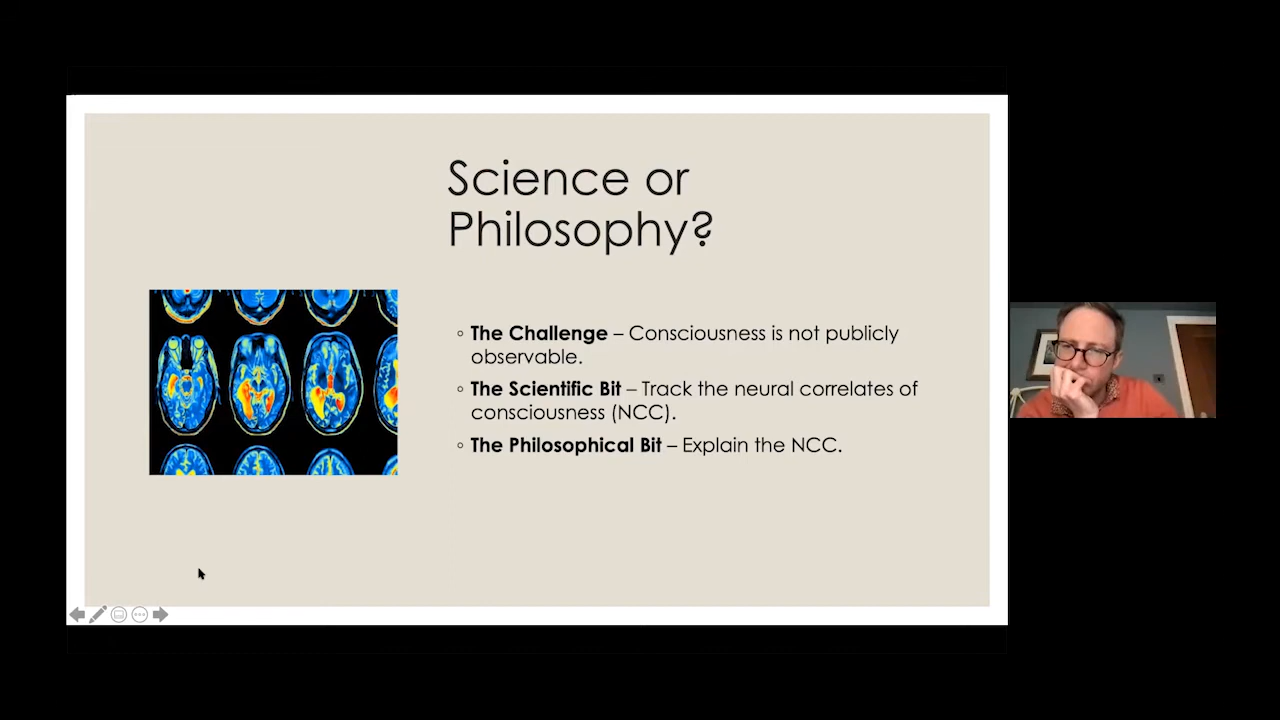 Science or
Philosophy?
◦ The Challenge – Consciousness is not publicly
observable.
◦ The Scientific Bit – Track the neural correlates of
consciousness (NCC).
◦ The Philosophical Bit – Explain the NCC.